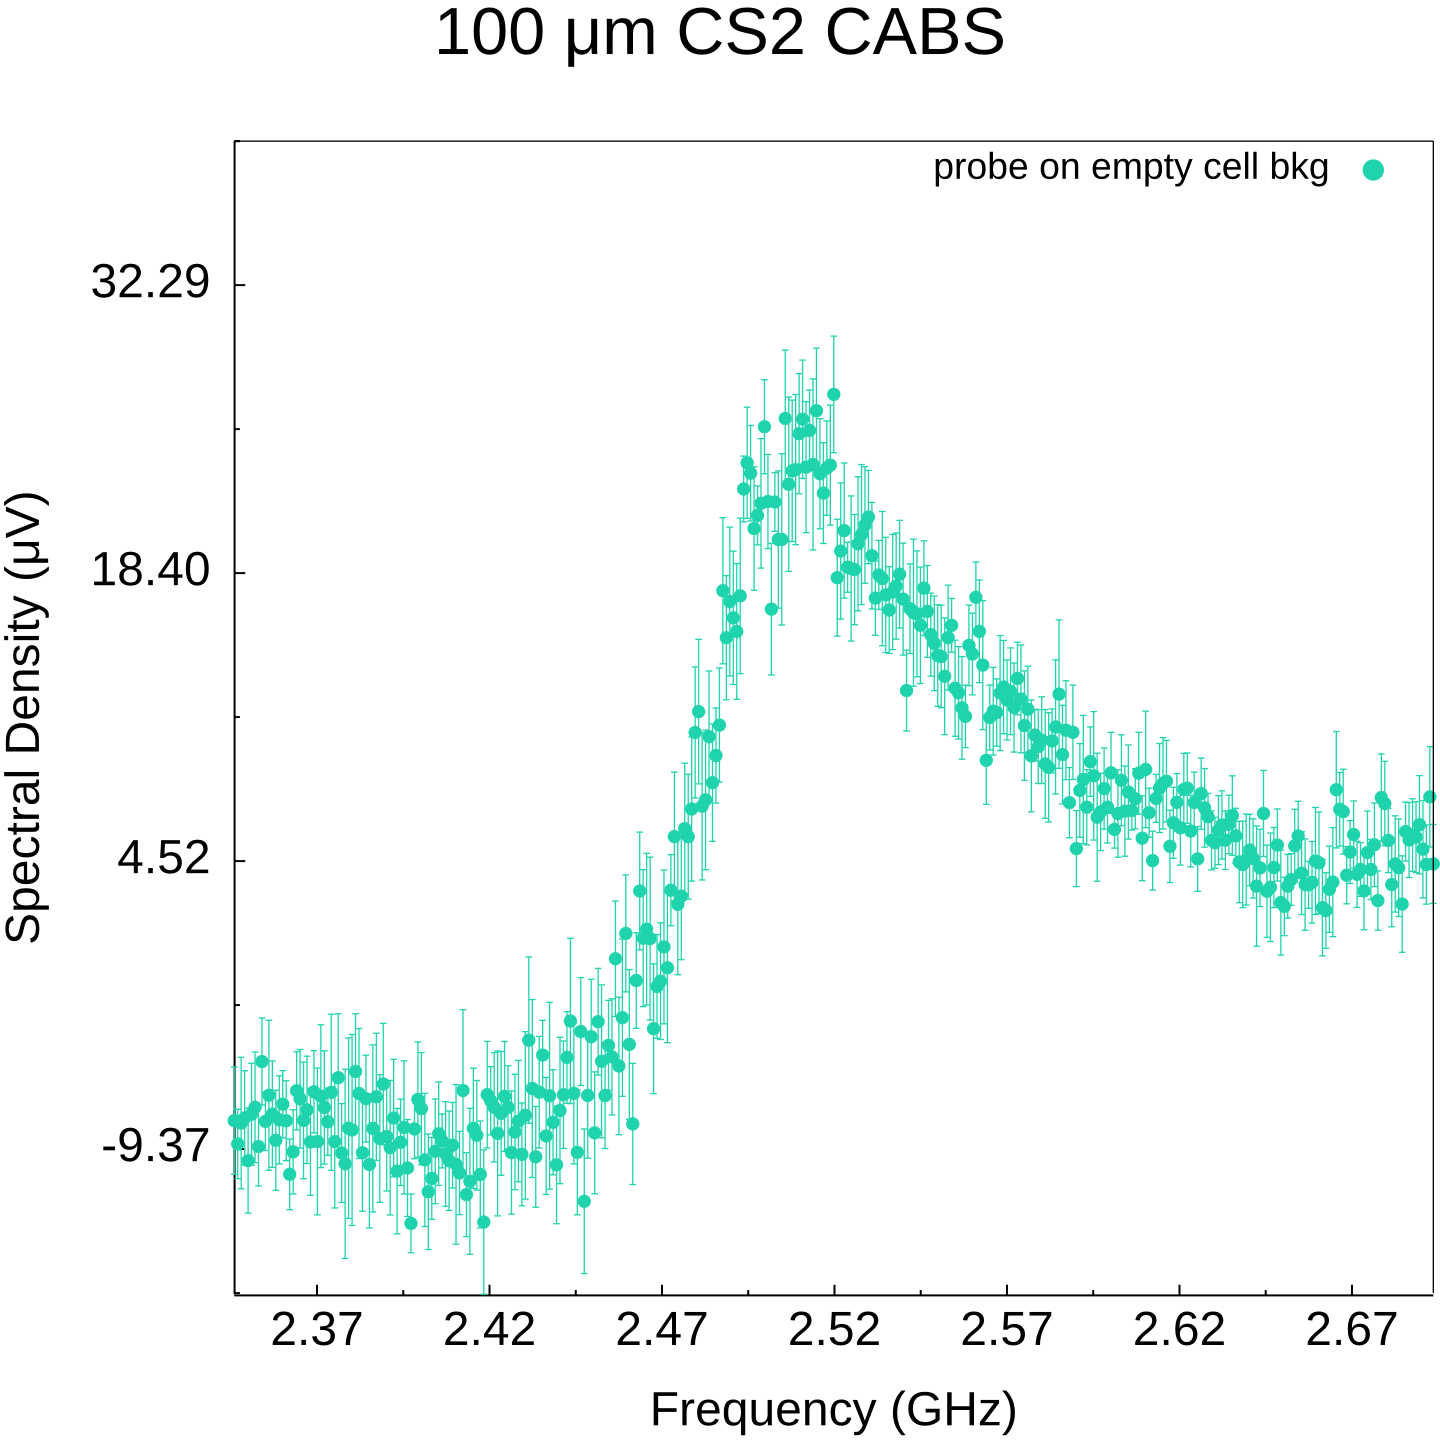 100 μm CS2 CABS
probe on empty cell bkg
32.29
18.40
4.52
-9.37
Spectral Density (μV)
2.37 2.42 2.47 2.52 2.57 2.62 2.67
Frequency (GHz)